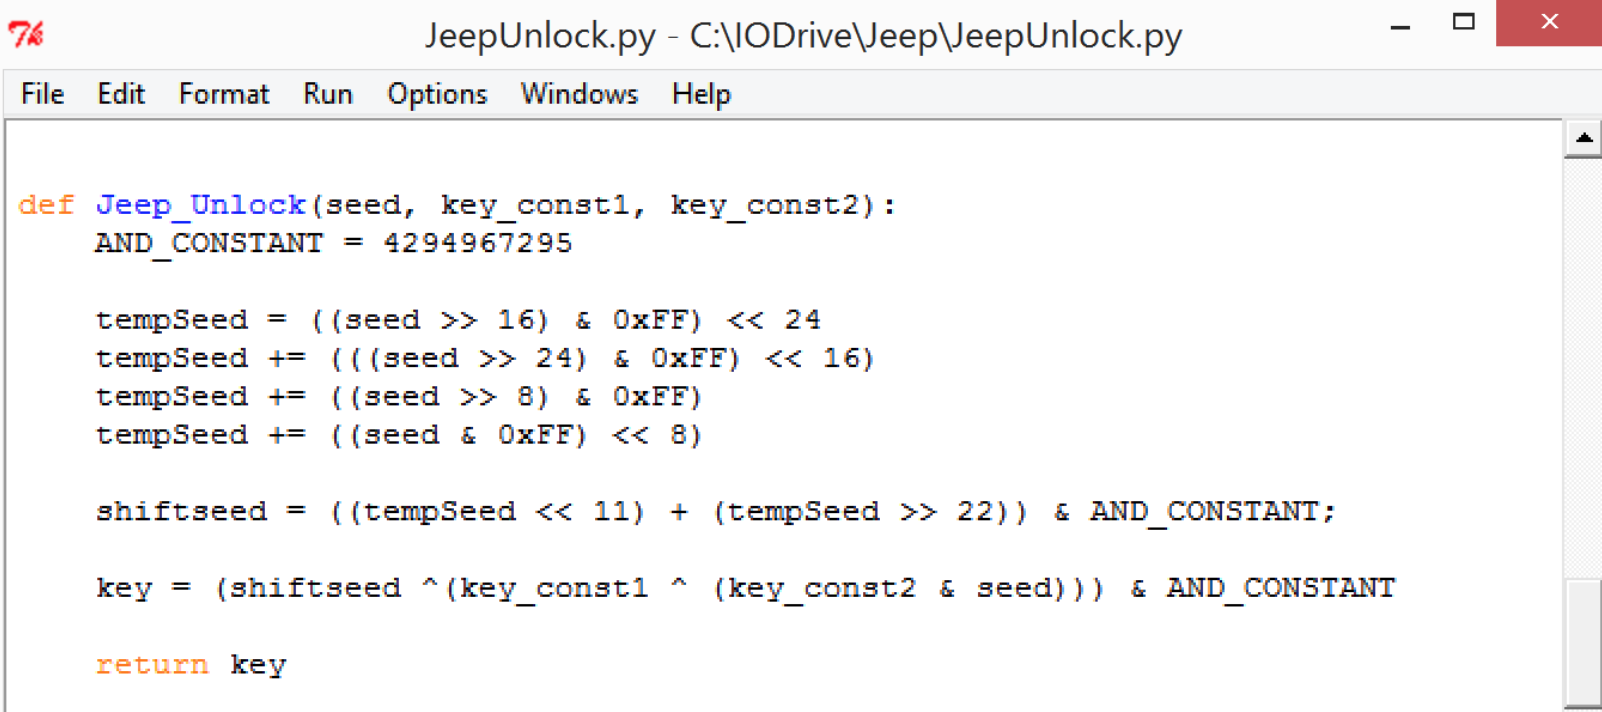 JeepUnlock.py - C:\IODrive\Jeep\JeepUnlock.py
File Edit Format Run Options Windows Help
def Jeep_Unlock(seed, key_const1, key_const2):
    AND_CONSTANT = 4294967295
    tempSeed = ((seed >> 16) & 0xFF) << 24
    tempSeed += (((seed >> 24) & 0xFF) << 16)
    tempSeed += ((seed >> 8) & 0xFF)
    tempSeed += ((seed & 0xFF) << 8)
    shiftseed = ((tempSeed << 11) + (tempSeed >> 22)) & AND_CONSTANT;
    key = (shiftseed ^(key_const1 ^ (key_const2 & seed))) & AND_CONSTANT
    return key